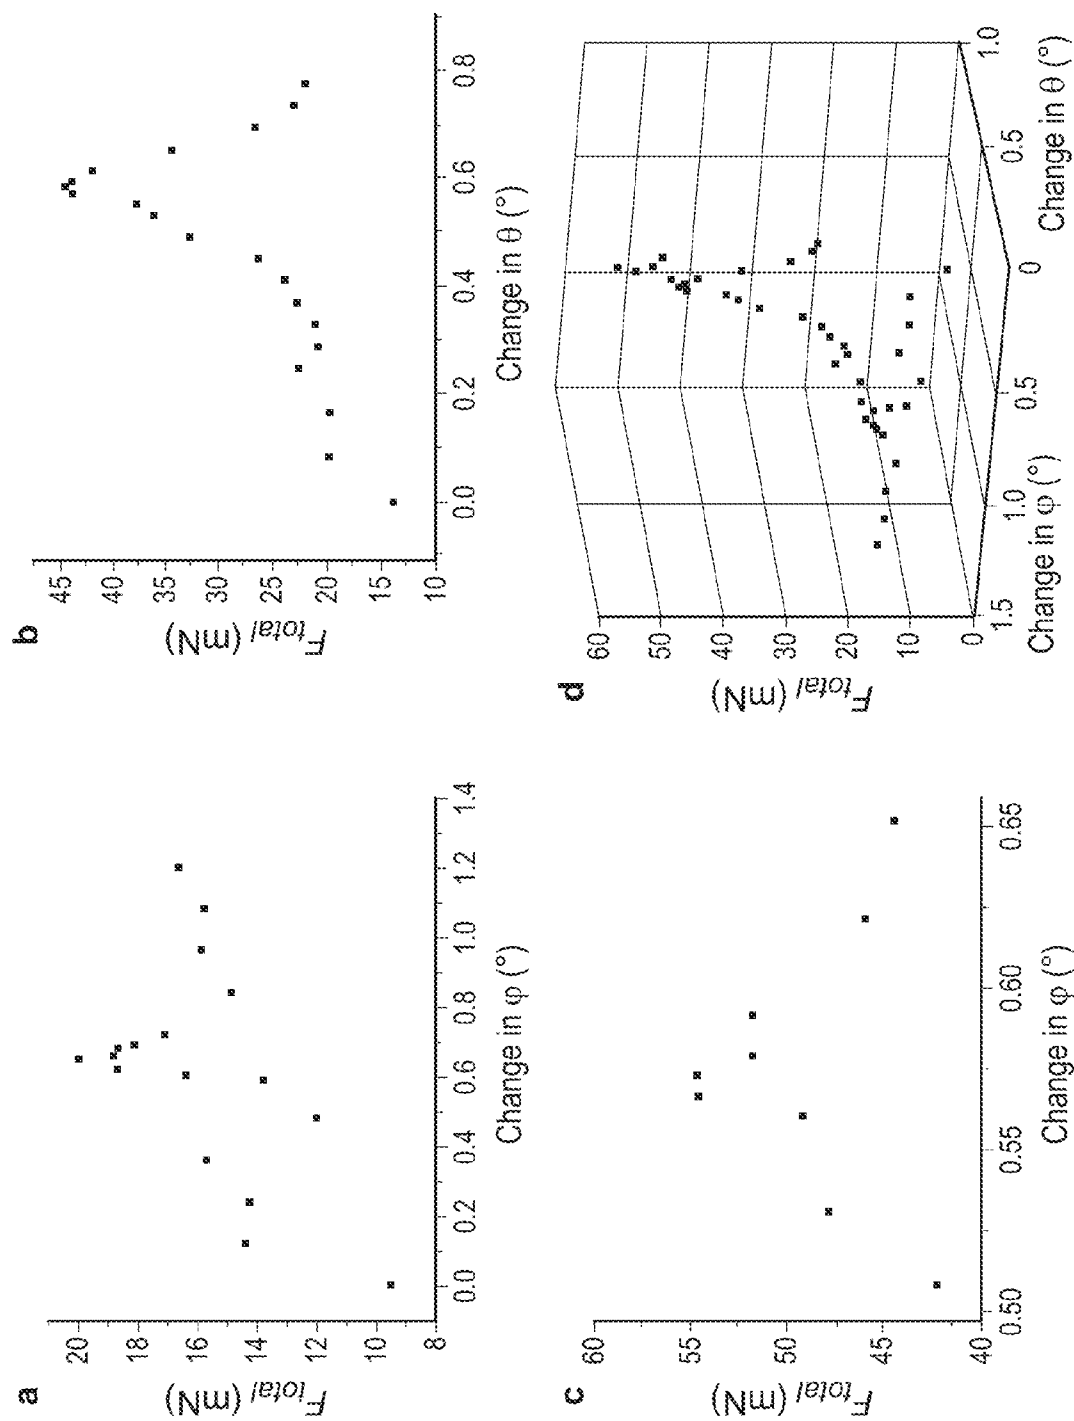 a
F_total (mN)
20
18
16
14
12
10
8
0.0 0.2 0.4 0.6 0.8 1.0 1.2 1.4
Change in φ (°)
b
F_total (mN)
45
40
35
30
25
20
15
10
0.0 0.2 0.4 0.6 0.8
Change in θ (°)
c
F_total (mN)
60
55
50
45
40
0.50 0.55 0.60 0.65
Change in φ (°)
d
F_total (mN)
60
50
40
30
20
10
0
1.5 1.0 0.5 0 0.5 1.0
Change in φ (°)
Change in θ (°)